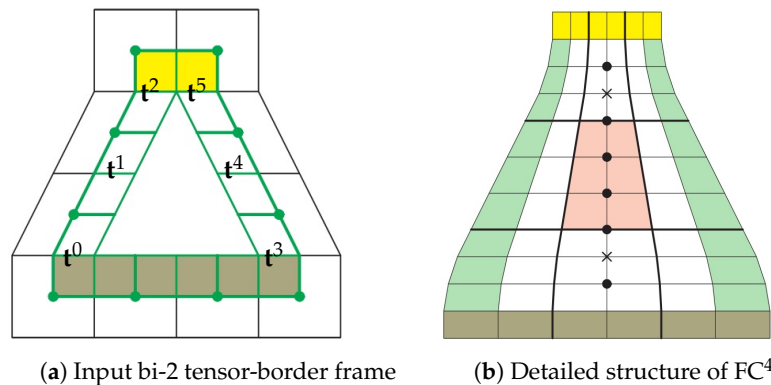 t² t⁵
t¹ t⁴
t⁰ t³
(a) Input bi-2 tensor-border frame
(b) Detailed structure of FC⁴